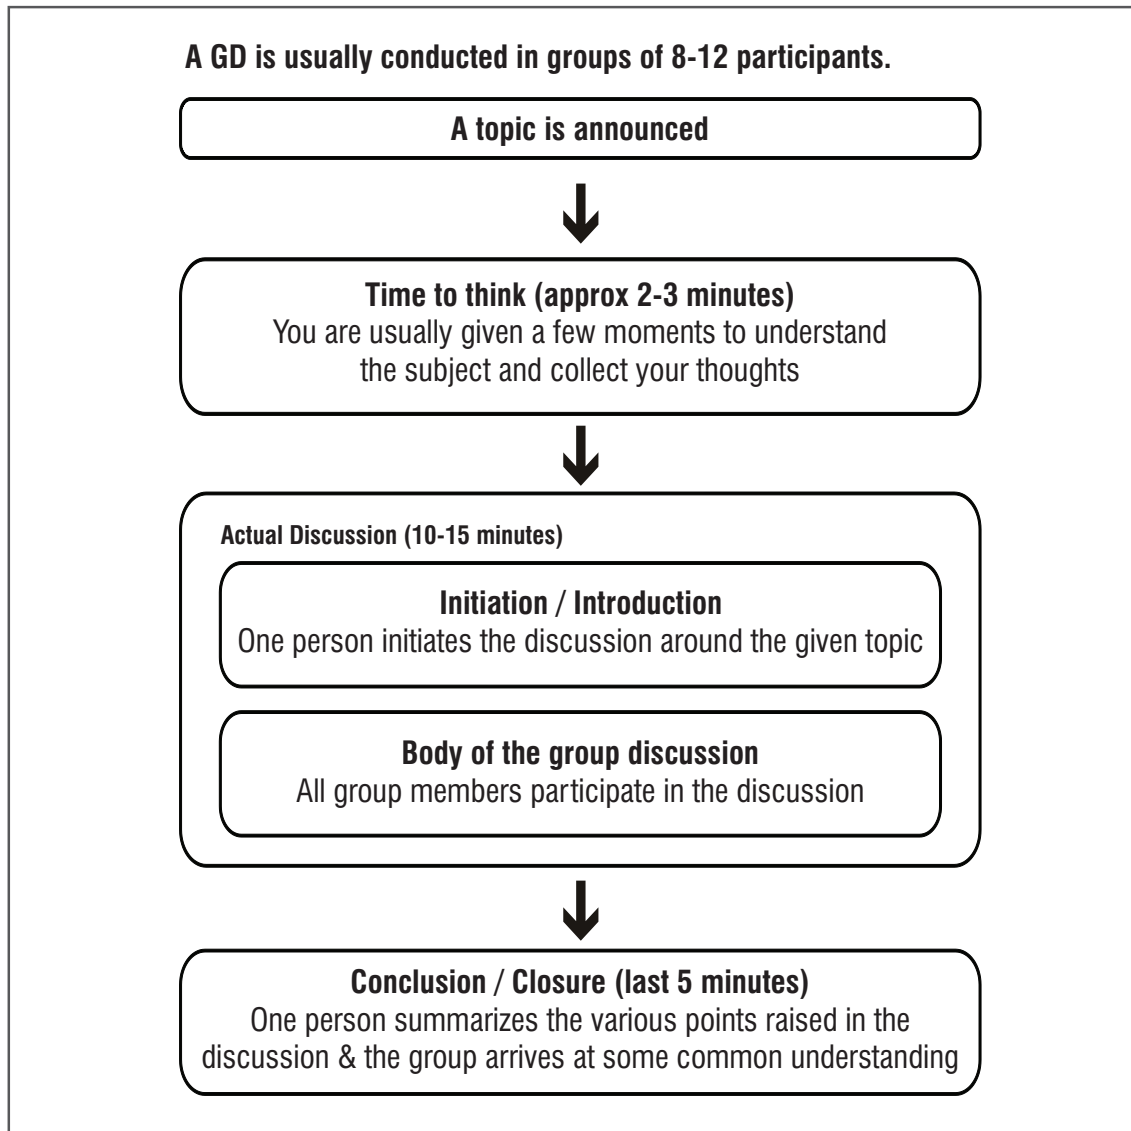 A GD is usually conducted in groups of 8-12 participants.
A topic is announced
Time to think (approx 2-3 minutes)
You are usually given a few moments to understand
the subject and collect your thoughts
Actual Discussion (10-15 minutes)
Initiation / Introduction
One person initiates the discussion around the given topic
Body of the group discussion
All group members participate in the discussion
Conclusion / Closure (last 5 minutes)
One person summarizes the various points raised in the
discussion & the group arrives at some common understanding